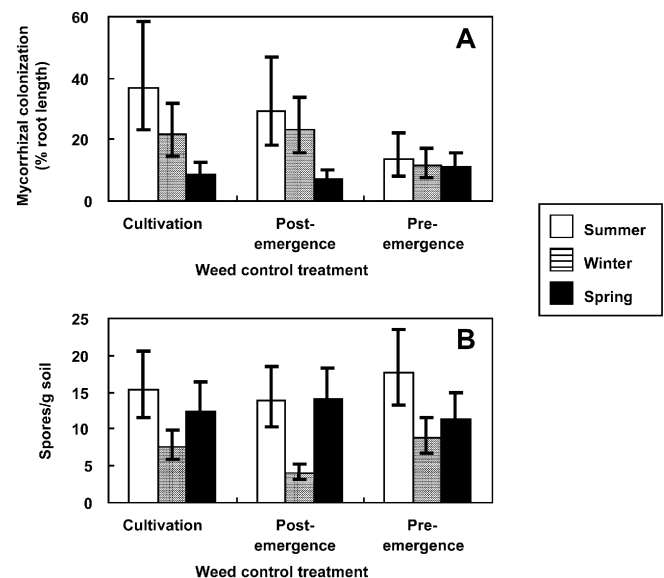 Mycorrhizal colonization
(% root length)
60
40
20
0
A
Cultivation
Post-
emergence
Pre-
emergence
Weed control treatment
Summer
Winter
Spring
Spores/g soil
25
20
15
10
5
0
B
Cultivation
Post-
emergence
Pre-
emergence
Weed control treatment